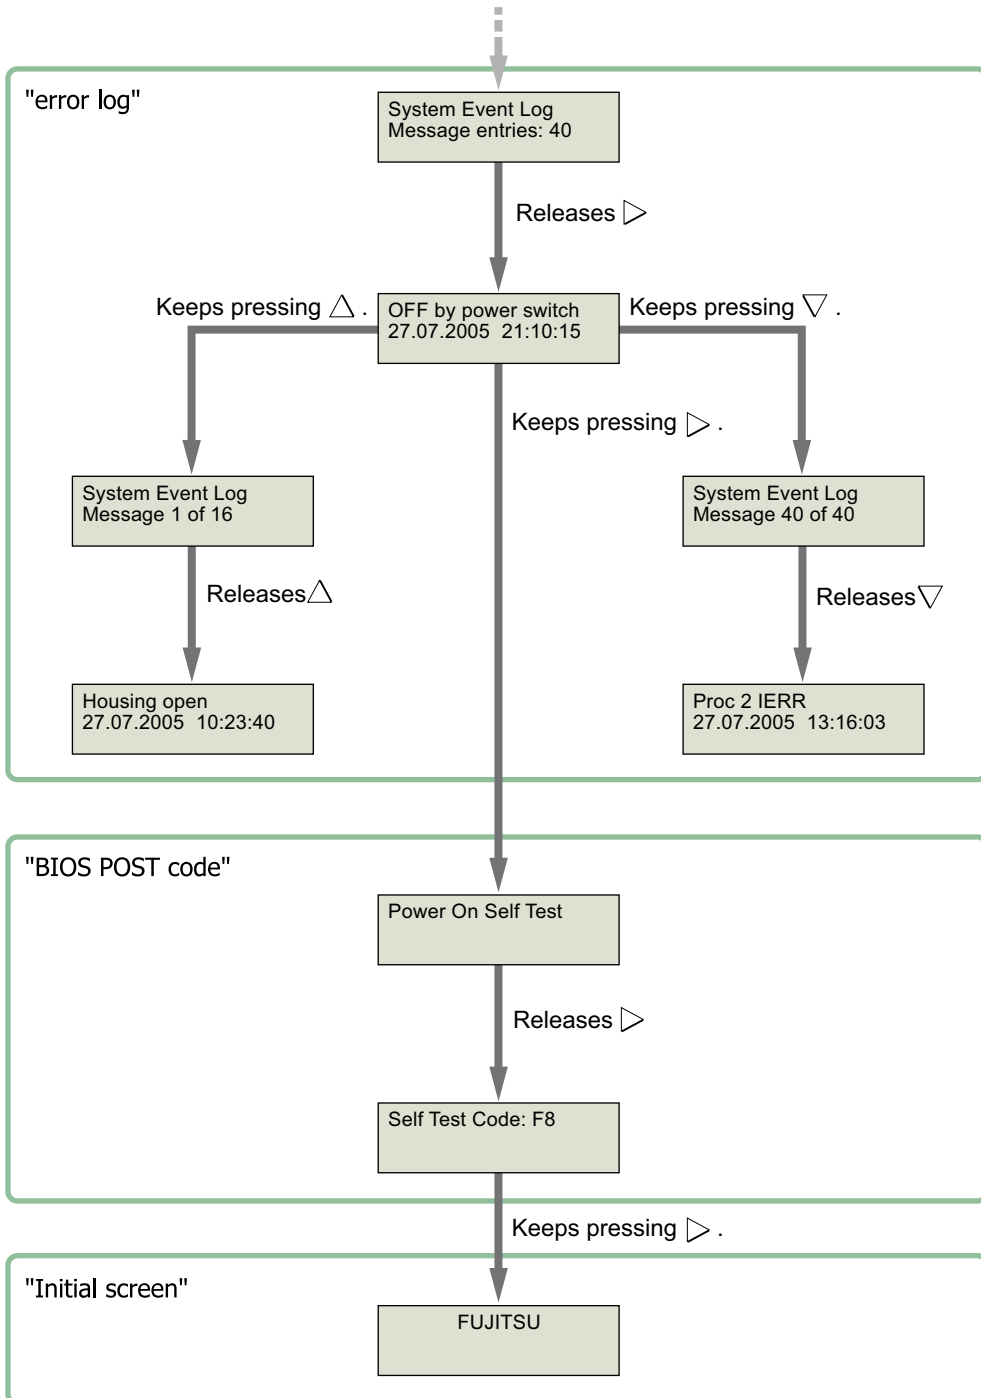 "error log"
System Event Log
Message entries: 40
Releases
Keeps pressing .
OFF by power switch
27.07.2005 21:10:15
Keeps pressing .
Keeps pressing .
System Event Log
Message 1 of 16
System Event Log
Message 40 of 40
Releases
Releases
Housing open
27.07.2005 10:23:40
Proc 2 IERR
27.07.2005 13:16:03
"BIOS POST code"
Power On Self Test
Releases
Self Test Code: F8
Keeps pressing .
"Initial screen"
FUJITSU